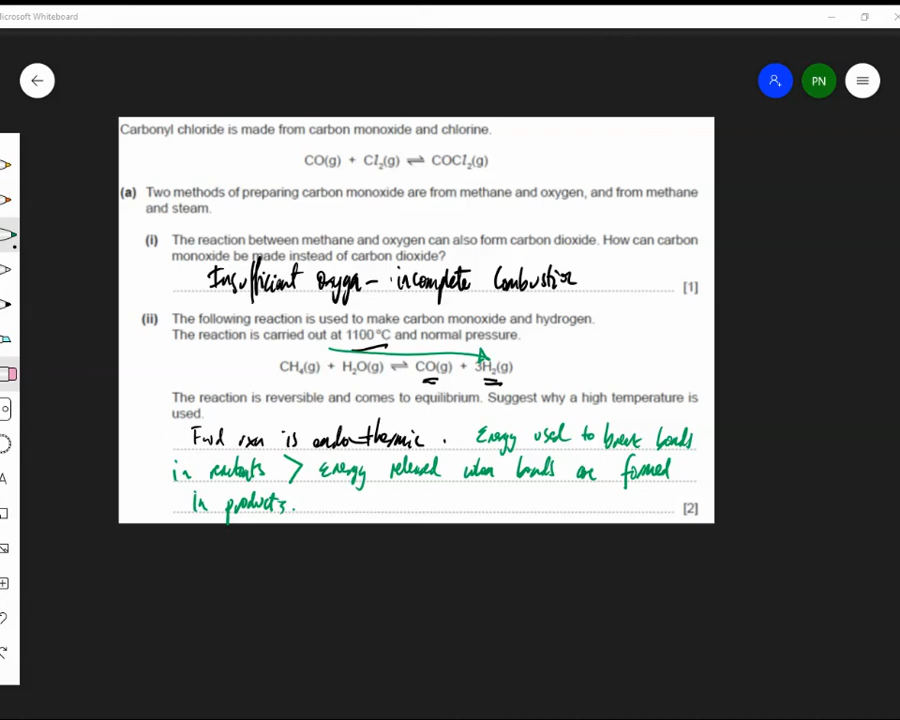 Microsoft Whiteboard
PN
Carbonyl chloride is made from carbon monoxide and chlorine.
CO(g) + Cl₂(g) ⇌ COCl₂(g)
(a) Two methods of preparing carbon monoxide are from methane and oxygen, and from methane
and steam.
(i) The reaction between methane and oxygen can also form carbon dioxide. How can carbon
monoxide be made instead of carbon dioxide?
Insufficient oxygen – incomplete combustion
[1]
(ii) The following reaction is used to make carbon monoxide and hydrogen.
The reaction is carried out at 1100 °C and normal pressure.
CH₄(g) + H₂O(g) ⇌ CO(g) + 3H₂(g)
The reaction is reversible and comes to equilibrium. Suggest why a high temperature is
used.
Fwd rxn is endothermic. Energy used to break bonds
in reactants > energy released when bonds are formed
in products.
[2]